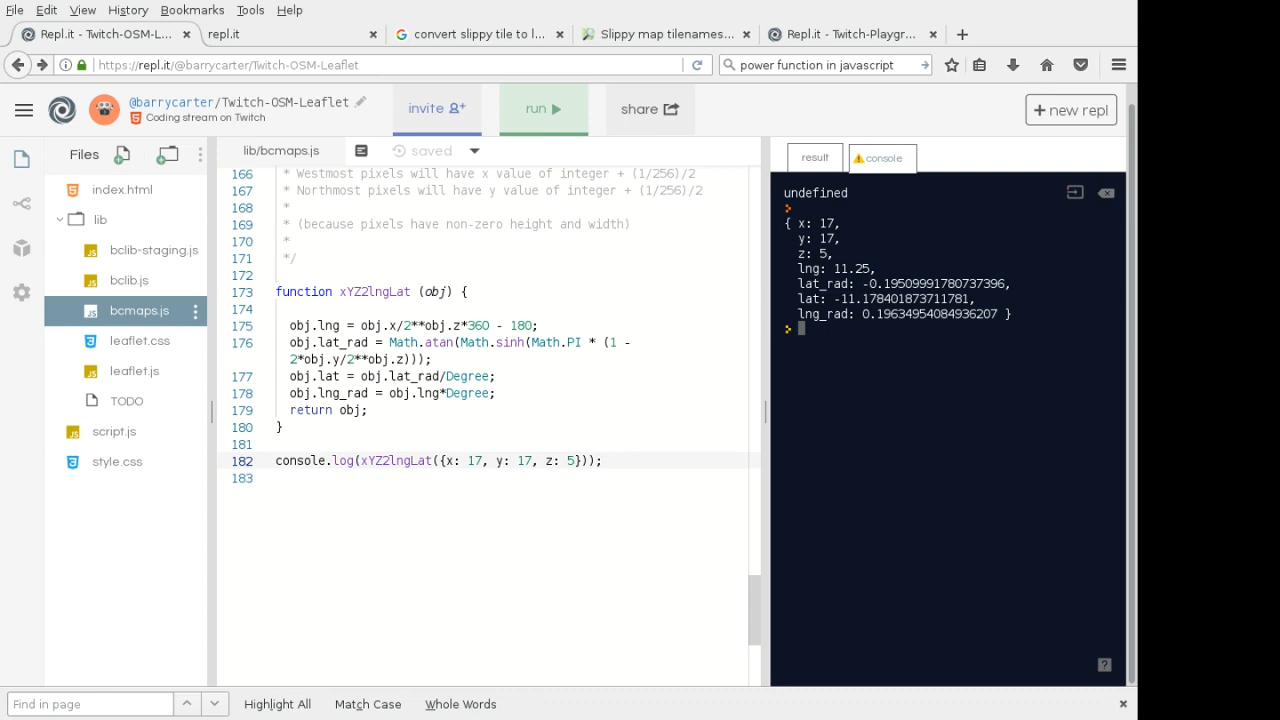 File Edit View History Bookmarks Tools Help
Repl.it - Twitch-OSM-L... × repl.it × convert slippy tile to l... × Slippy map tilenames... × Repl.it - Twitch-Playgr... × +
https://repl.it/@barrycarter/Twitch-OSM-Leaflet
power function in javascript
@barrycarter/Twitch-OSM-Leaflet
Coding stream on Twitch
invite
run
share
+ new repl
Files
index.html
lib
bclib-staging.js
bclib.js
bcmaps.js
leaflet.css
leaflet.js
TODO
script.js
style.css
lib/bcmaps.js
saved
166 * Westmost pixels will have x value of integer + (1/256)/2
167 * Northmost pixels will have y value of integer + (1/256)/2
168 *
169 * (because pixels have non-zero height and width)
170 *
171 */
172
173 function xYZ2lngLat (obj) {
174
175 obj.lng = obj.x/2**obj.z*360 - 180;
176 obj.lat_rad = Math.atan(Math.sinh(Math.PI * (1 -
2*obj.y/2**obj.z)));
177 obj.lat = obj.lat_rad/Degree;
178 obj.lng_rad = obj.lng*Degree;
179 return obj;
180 }
181
182 console.log(xYZ2lngLat({x: 17, y: 17, z: 5}));
183
result
console
undefined
{ x: 17,
y: 17,
z: 5,
lng: 11.25,
lat_rad: -0.19509991780737396,
lat: -11.178401873711781,
lng_rad: 0.19634954084936207 }
?
Find in page
Highlight All Match Case Whole Words ×